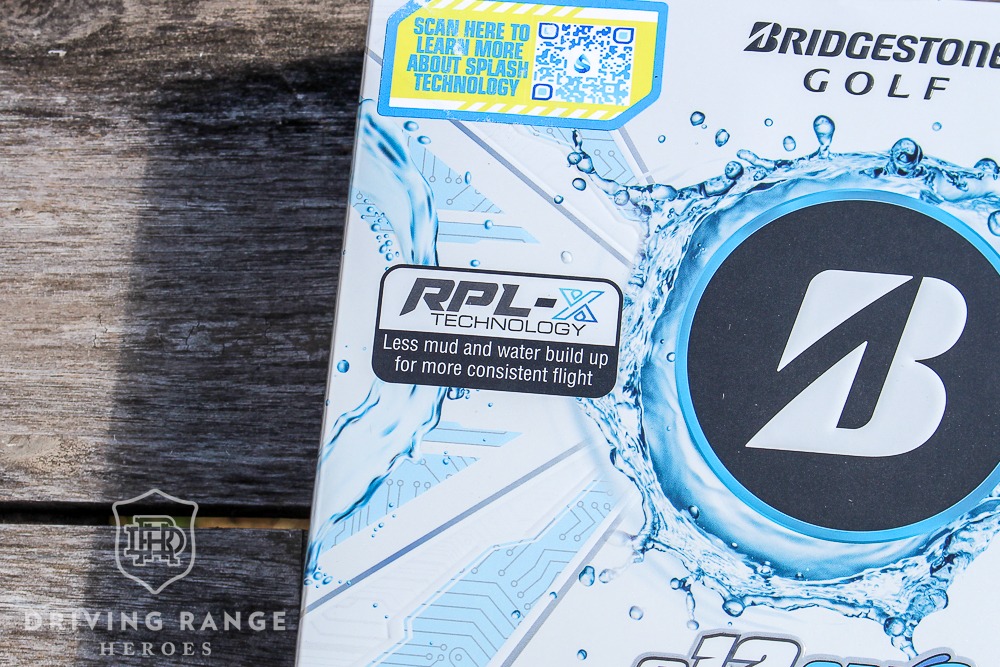 SCAN HERE TO
LEARN MORE
ABOUT SPLASH
TECHNOLOGY
BRIDGESTONE
GOLF
RPL-X
TECHNOLOGY
Less mud and water build up
for more consistent flight
B
DRIVING RANGE
HEROES